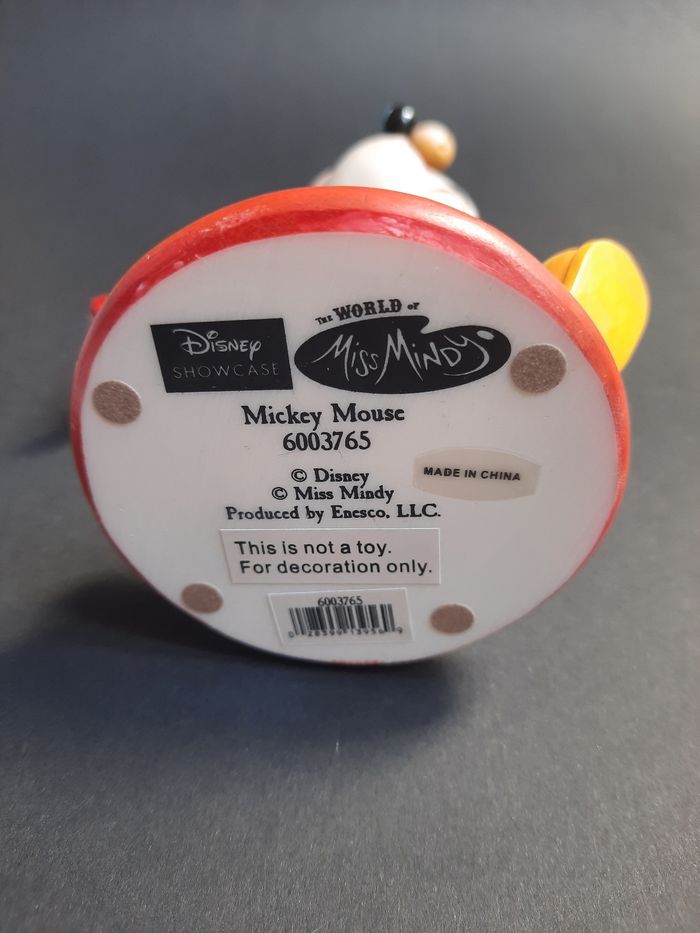 Disney
SHOWCASE
THE WORLD OF
MISS MINDY
Mickey Mouse
6003765
© Disney
© Miss Mindy
Produced by Enesco, LLC.
MADE IN CHINA
This is not a toy.
For decoration only.
6003765